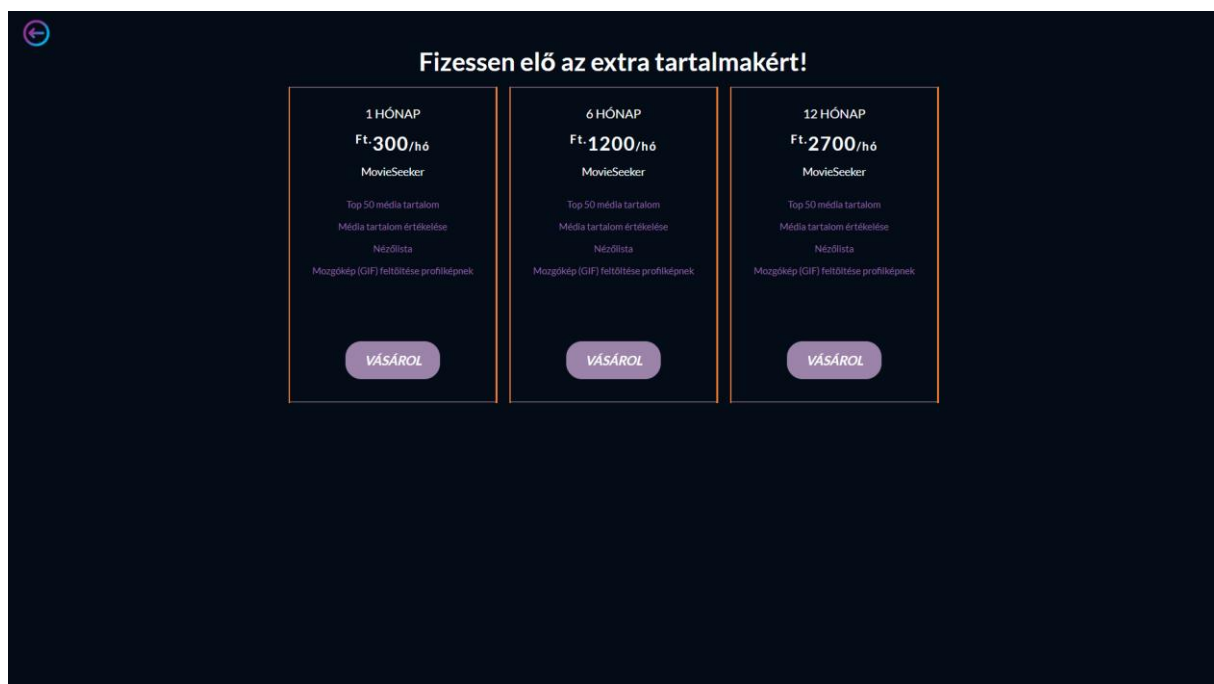 Fizessen elő az extra tartalmakért!
1 HÓNAP
Ft.300/hó
MovieSeeker
Top 50 média tartalom
Média tartalom értékelése
Nézőlista
Mozgókép (GIF) feltöltése profilképnek
VÁSÁROL
6 HÓNAP
Ft.1200/hó
MovieSeeker
Top 50 média tartalom
Média tartalom értékelése
Nézőlista
Mozgókép (GIF) feltöltése profilképnek
VÁSÁROL
12 HÓNAP
Ft.2700/hó
MovieSeeker
Top 50 média tartalom
Média tartalom értékelése
Nézőlista
Mozgókép (GIF) feltöltése profilképnek
VÁSÁROL